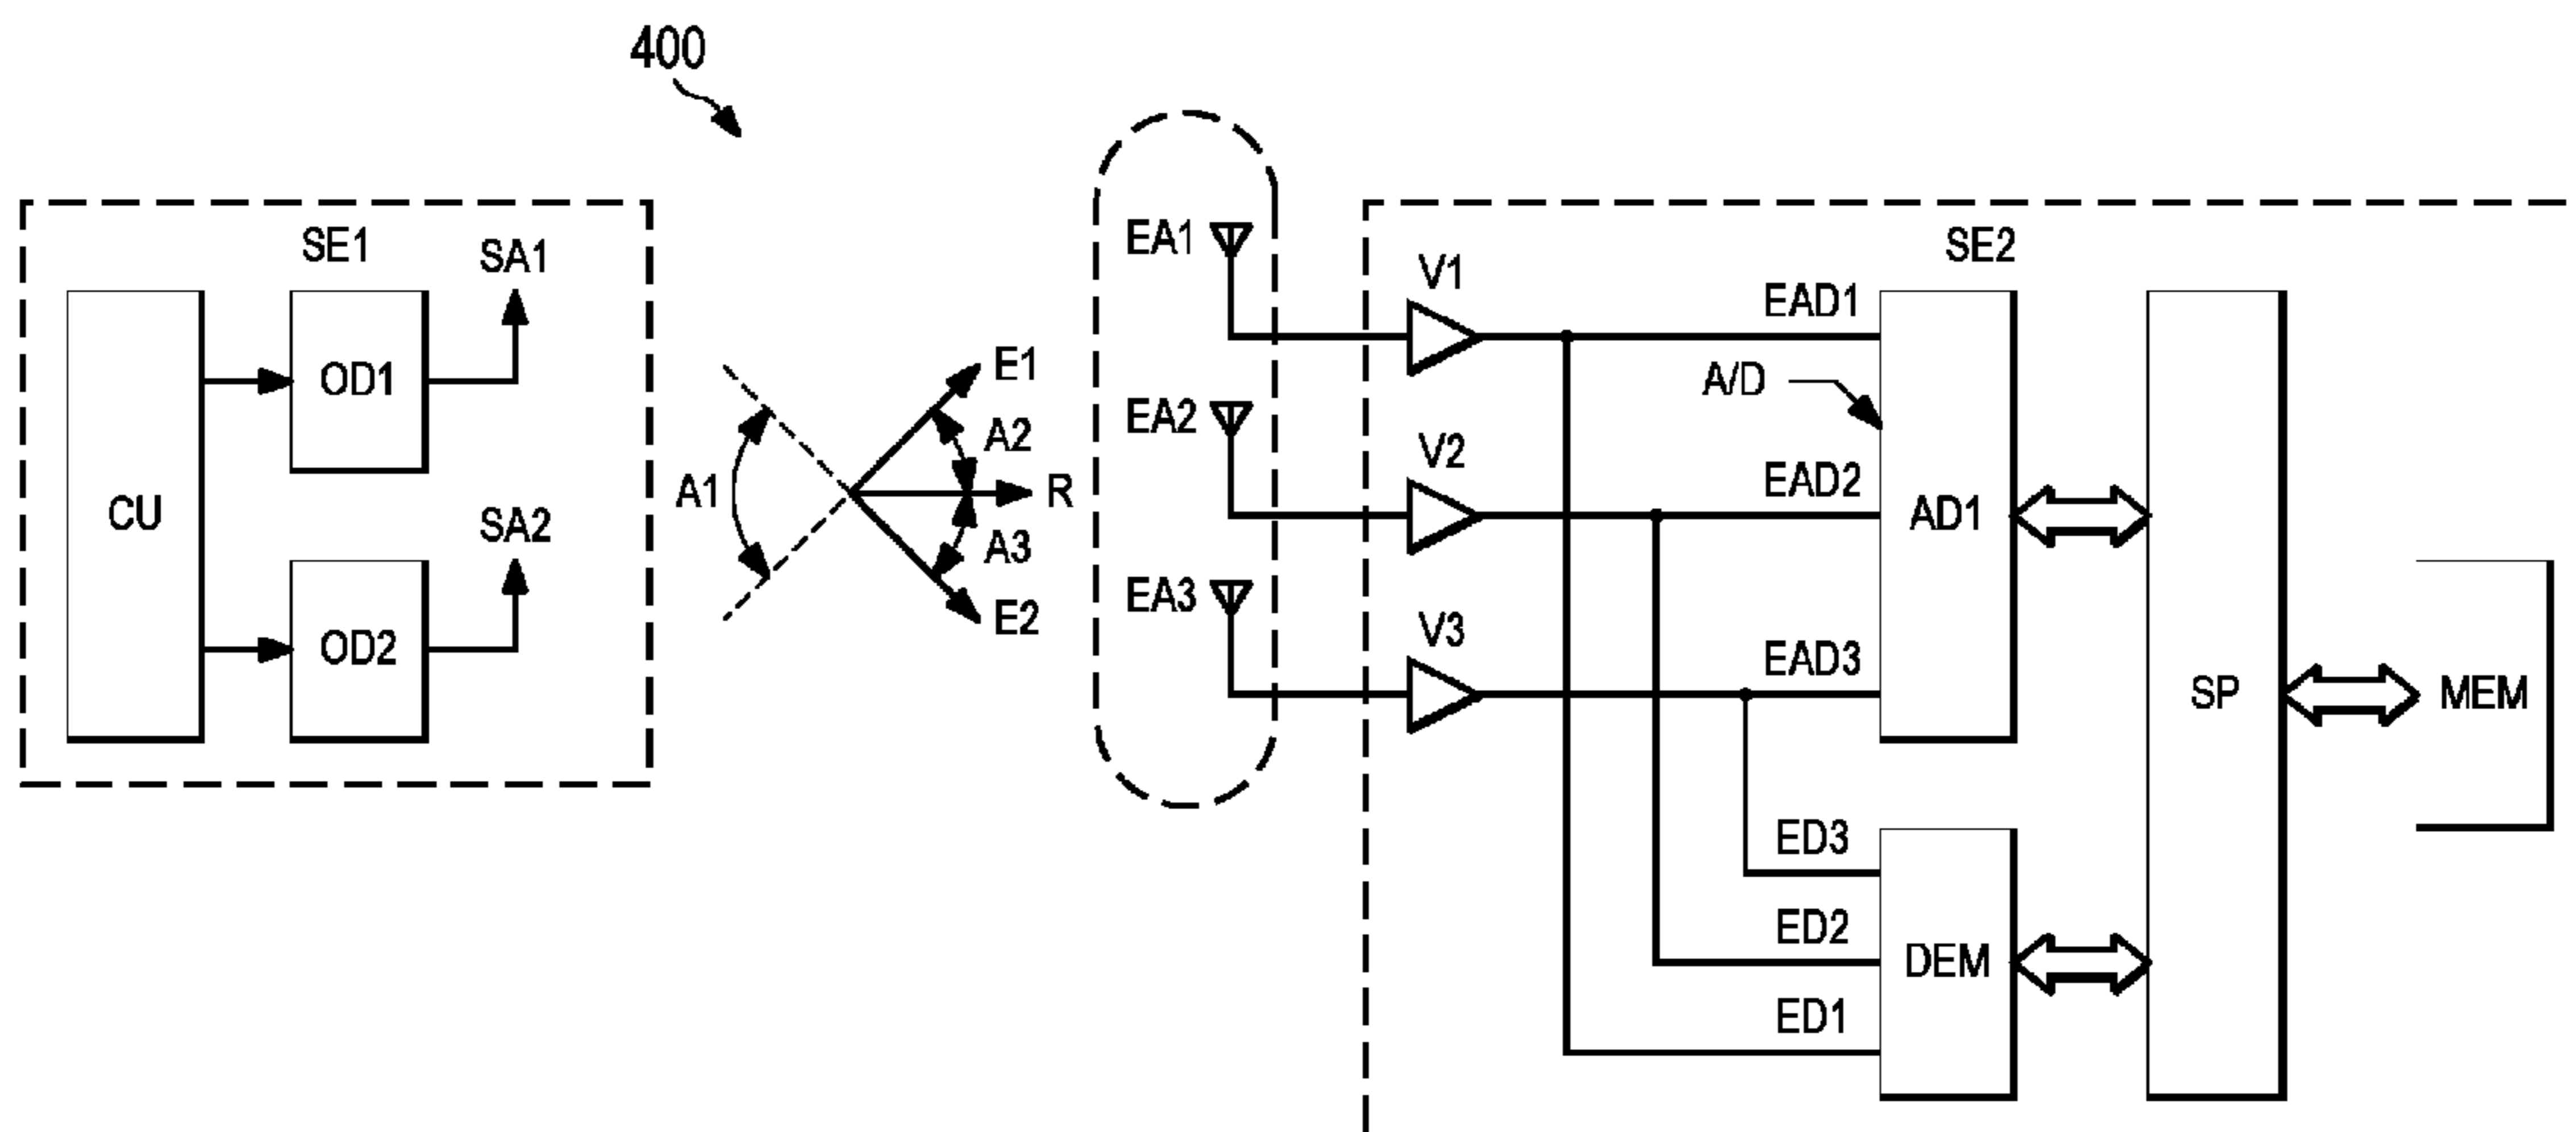 400
SE1
SA1
CU
OD1
SA2
OD2
A1
E1
A2
R
A3
E2
EA1
EA2
EA3
SE2
V1
EAD1
A/D
V2
EAD2
AD1
V3
EAD3
SP
MEM
ED3
ED2
DEM
ED1